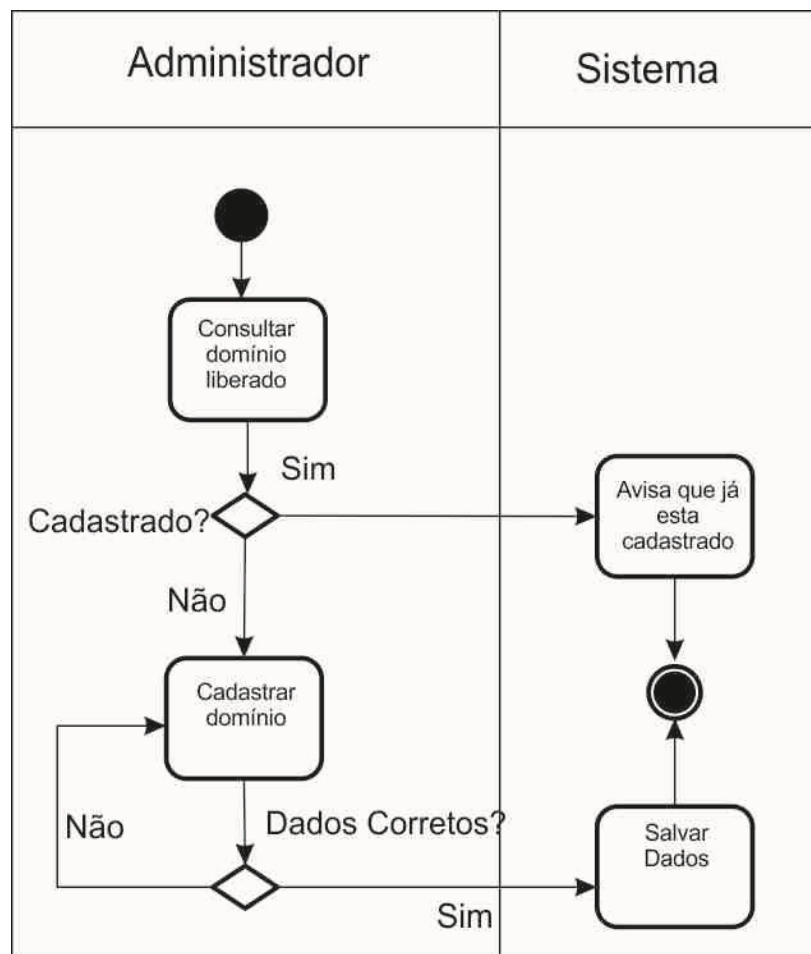 Administrador
Sistema
Consultar
domínio
liberado
Sim
Cadastrado?
Avisa que já
esta
cadastrado
Não
Cadastrar
domínio
Não
Dados Corretos?
Salvar
Dados
Sim